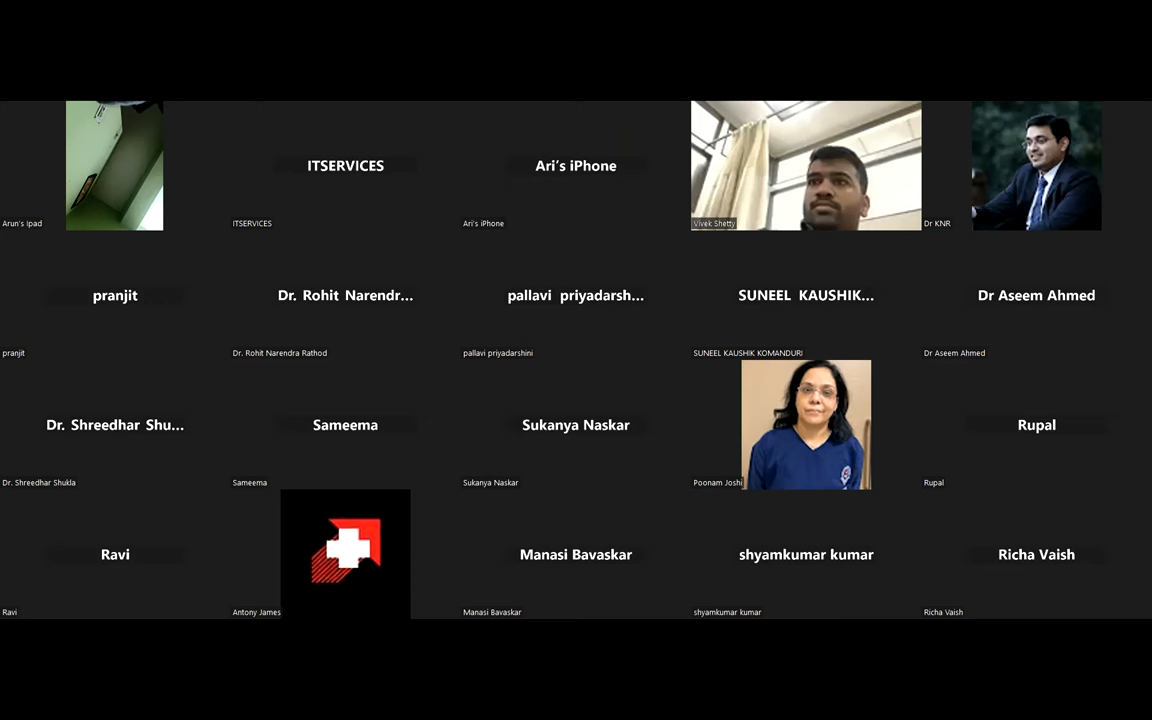 ITSERVICES
Ari's iPhone
Arun's Ipad
ITSERVICES
Ari's iPhone
Vivek Shetty
Dr KNR
pranjit
Dr. Rohit Narendr...
pallavi priyadarsh...
SUNEEL KAUSHIK...
Dr Aseem Ahmed
pranjit
Dr. Rohit Narendra Rathod
pallavi priyadarshini
SUNEEL KAUSHIK KOMANDURI
Dr Aseem Ahmed
Dr. Shreedhar Shu...
Sameema
Sukanya Naskar
Rupal
Dr. Shreedhar Shukla
Sameema
Sukanya Naskar
Poonam Joshi
Rupal
Ravi
Manasi Bavaskar
shyamkumar kumar
Richa Vaish
Ravi
Antony James
Manasi Bavaskar
shyamkumar kumar
Richa Vaish